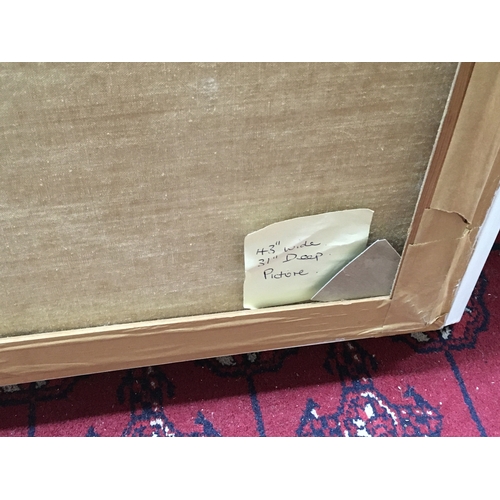 43" wide
31" Deep
Picture.